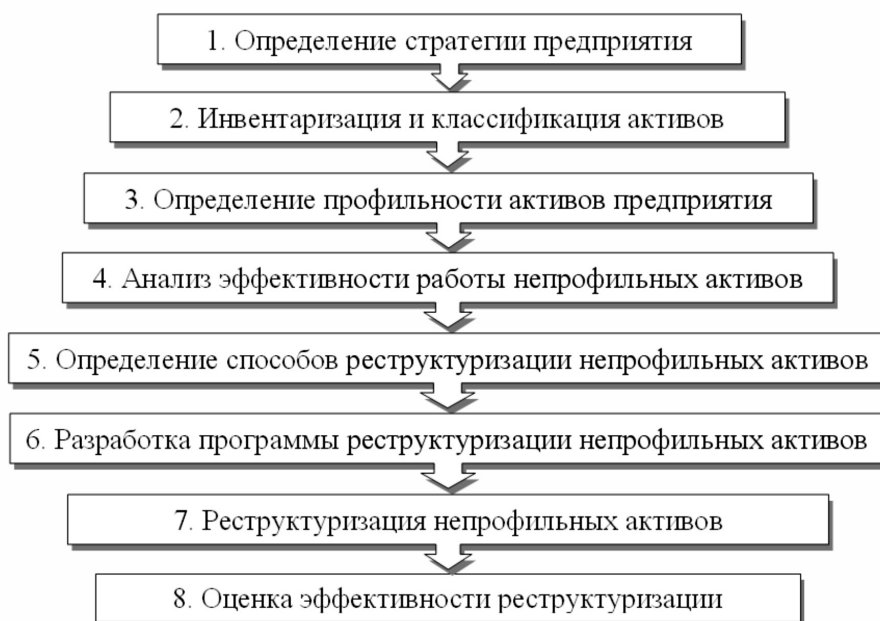 1. Определение стратегии предприятия
2. Инвентаризация и классификация активов
3. Определение профильности активов предприятия
4. Анализ эффективности работы непрофильных активов
5. Определение способов реструктуризации непрофильных активов
6. Разработка программы реструктуризации непрофильных активов
7. Реструктуризация непрофильных активов
8. Оценка эффективности реструктуризации